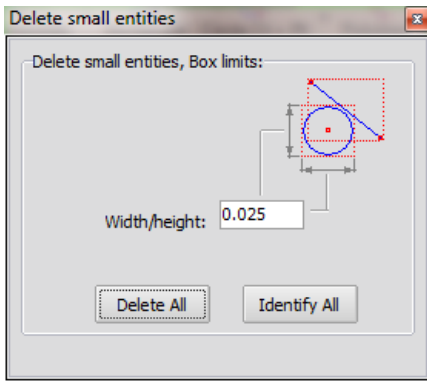 Delete small entities
Delete small entities, Box limits:
Width/height: 0.025
Delete All Identify All